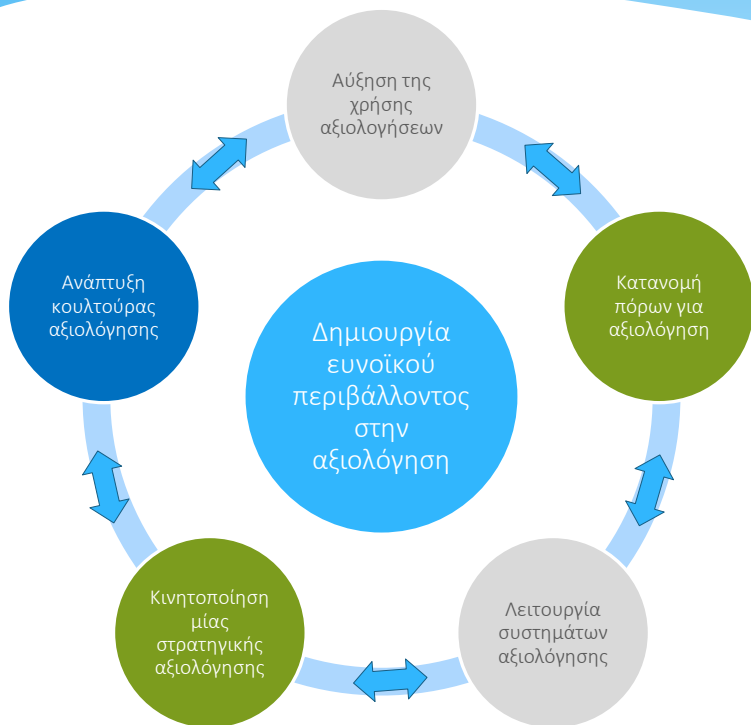 Αύξηση της
χρήσης
αξιολογήσεων
Κατανομή
πόρων για
αξιολόγηση
Ανάπτυξη
κουλτούρας
αξιολόγησης
Δημιουργία
ευνοϊκού
περιβάλλοντος
στην
αξιολόγηση
Κινητοποίηση
μίας
στρατηγικής
αξιολόγησης
Λειτουργία
συστημάτων
αξιολόγησης